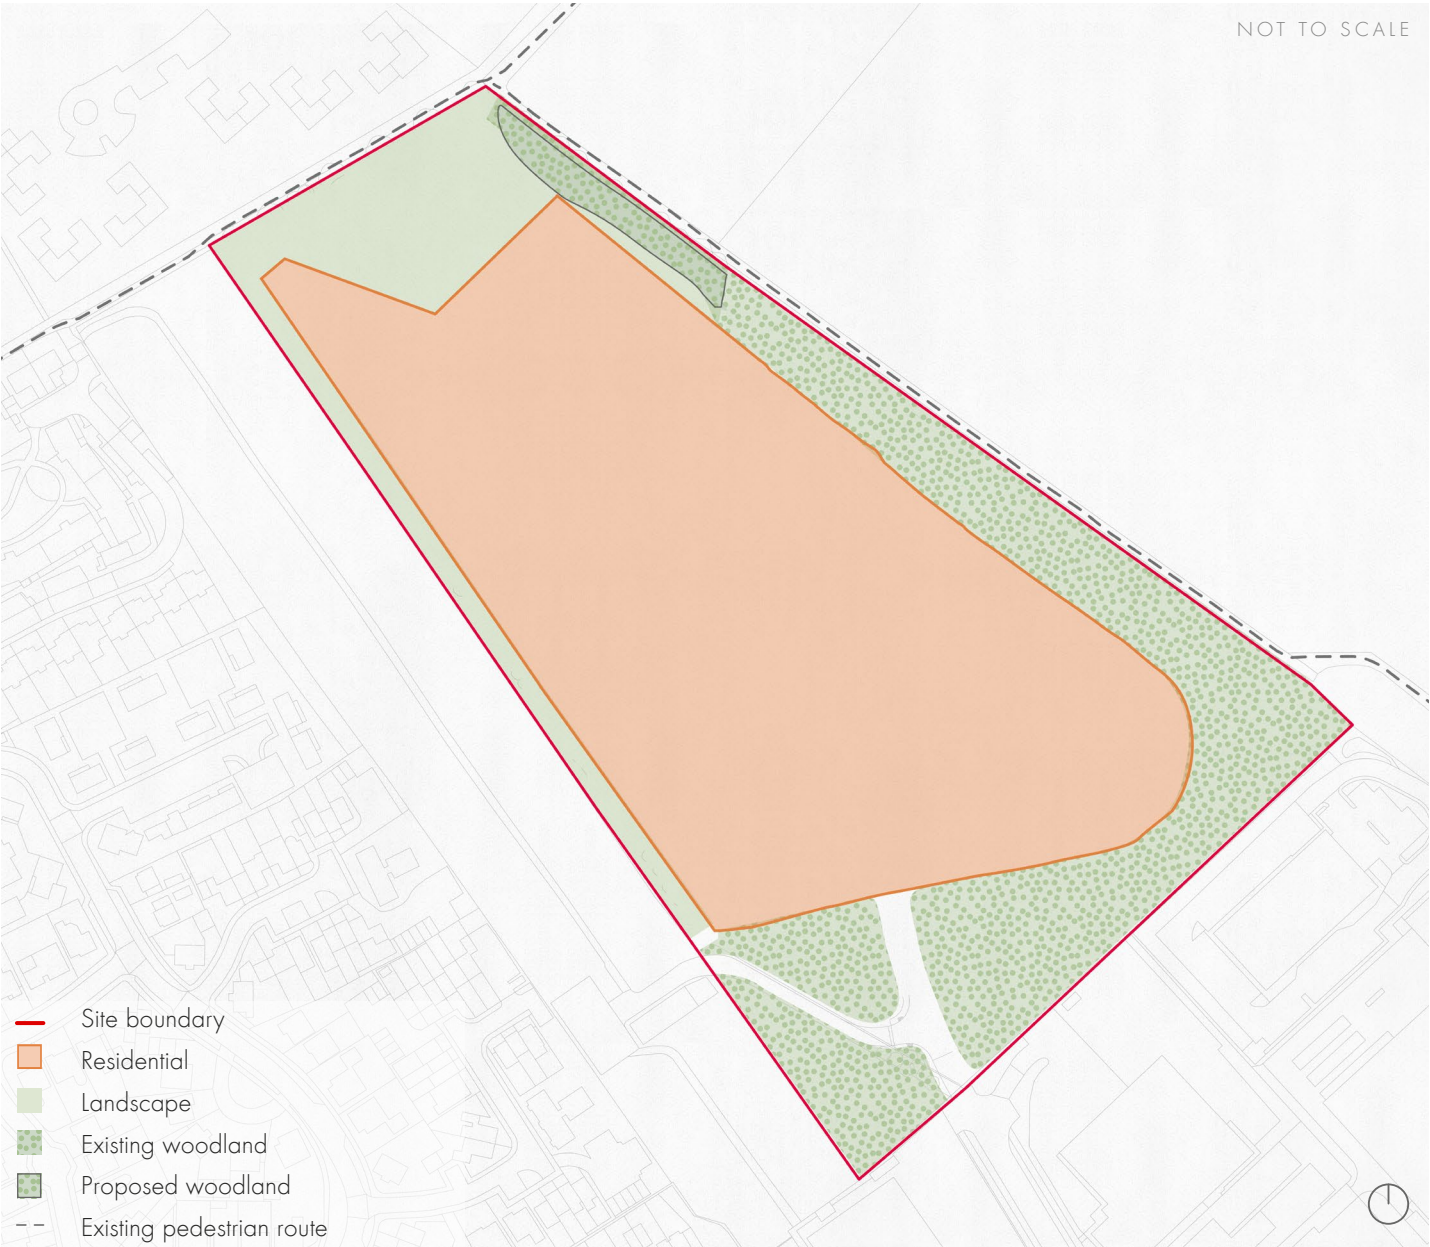 NOT TO SCALE
Site boundary
Residential
Landscape
Existing woodland
Proposed woodland
Existing pedestrian route